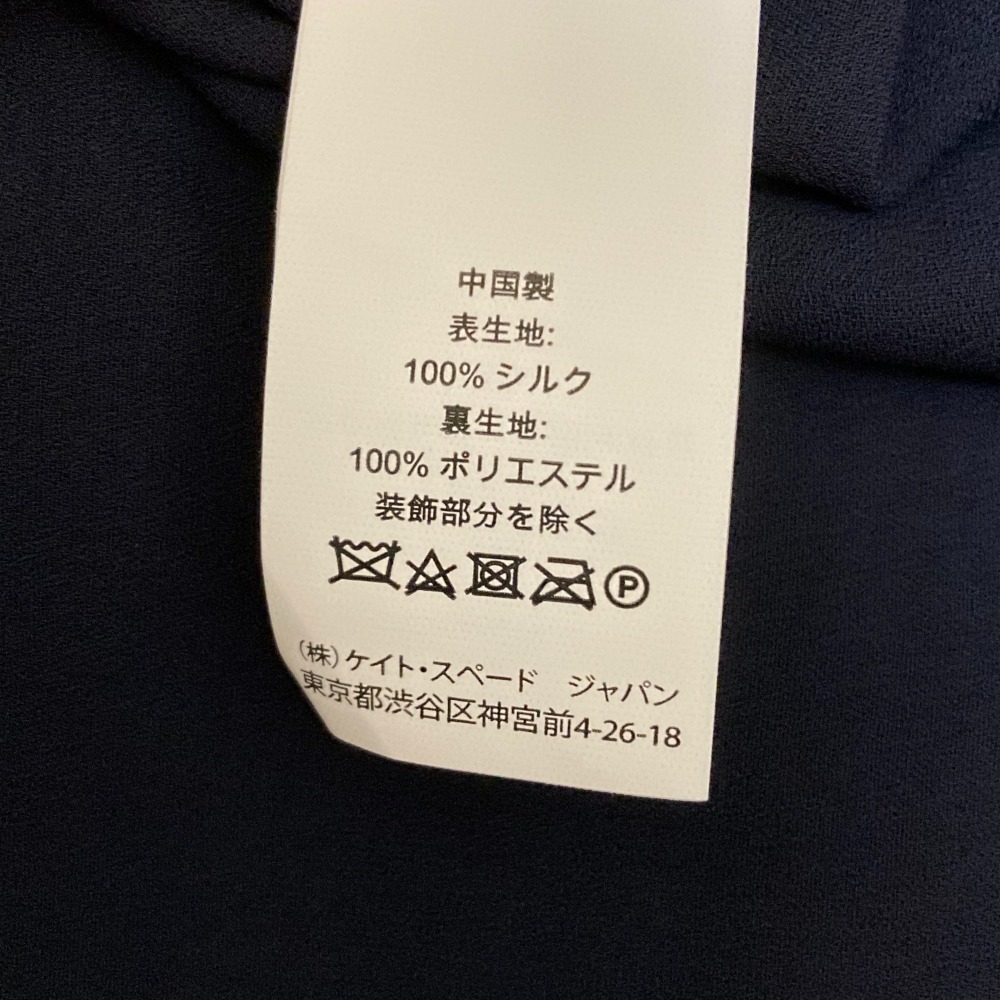 中国製
表生地:
100% シルク
裏生地:
100% ポリエステル
装飾部分を除く
P
(株) ケイト・スペード ジャパン
東京都渋谷区神宮前4-26-18